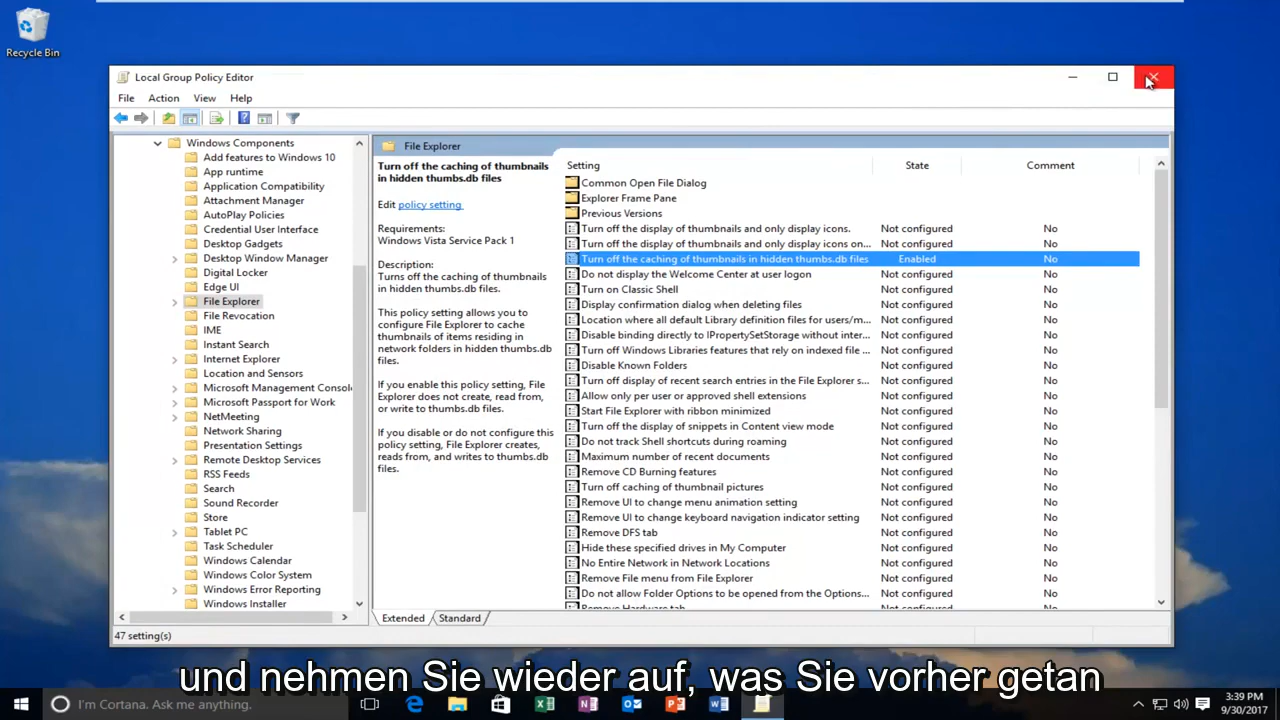 Recycle Bin
Local Group Policy Editor
File Action View Help
Windows Components
Add features to Windows 10
App runtime
Application Compatibility
Attachment Manager
AutoPlay Policies
Credential User Interface
Desktop Gadgets
Desktop Window Manager
Digital Locker
Edge UI
File Explorer
File Revocation
IME
Instant Search
Internet Explorer
Location and Sensors
Microsoft Management Consol
Microsoft Passport for Work
NetMeeting
Network Sharing
Presentation Settings
Remote Desktop Services
RSS Feeds
Search
Sound Recorder
Store
Tablet PC
Task Scheduler
Windows Calendar
Windows Color System
Windows Error Reporting
Windows Installer
File Explorer
Turn off the caching of thumbnails
in hidden thumbs.db files
Edit policy setting
Requirements:
Windows Vista Service Pack 1
Description:
Turns off the caching of thumbnails
in hidden thumbs.db files.
This policy setting allows you to
configure File Explorer to cache
thumbnails of items residing in
network folders in hidden thumbs.db
files.
If you enable this policy setting, File
Explorer does not create, read from,
or write to thumbs.db files.
If you disable or do not configure this
policy setting, File Explorer creates,
reads from, and writes to thumbs.db
files.
Setting State Comment
Common Open File Dialog
Explorer Frame Pane
Previous Versions
Turn off the display of thumbnails and only display icons. Not configured No
Turn off the display of thumbnails and only display icons on... Not configured No
Turn off the caching of thumbnails in hidden thumbs.db files Enabled No
Do not display the Welcome Center at user logon Not configured No
Turn on Classic Shell Not configured No
Display confirmation dialog when deleting files Not configured No
Location where all default Library definition files for users/m... Not configured No
Disable binding directly to IPropertySetStorage without inter... Not configured No
Turn off Windows Libraries features that rely on indexed file ... Not configured No
Disable Known Folders Not configured No
Turn off display of recent search entries in the File Explorer s... Not configured No
Allow only per user or approved shell extensions Not configured No
Start File Explorer with ribbon minimized Not configured No
Turn off the display of snippets in Content view mode Not configured No
Do not track Shell shortcuts during roaming Not configured No
Maximum number of recent documents Not configured No
Remove CD Burning features Not configured No
Turn off caching of thumbnail pictures Not configured No
Remove UI to change menu animation setting Not configured No
Remove UI to change keyboard navigation indicator setting Not configured No
Remove DFS tab Not configured No
Hide these specified drives in My Computer Not configured No
No Entire Network in Network Locations Not configured No
Remove File menu from File Explorer Not configured No
Do not allow Folder Options to be opened from the Options... Not configured No
Remove Hardware tab Not configured No
Extended Standard
47 setting(s)
und nehmen Sie wieder auf, was Sie vorher getan
I'm Cortana. Ask me anything.
3:39 PM
9/30/2017